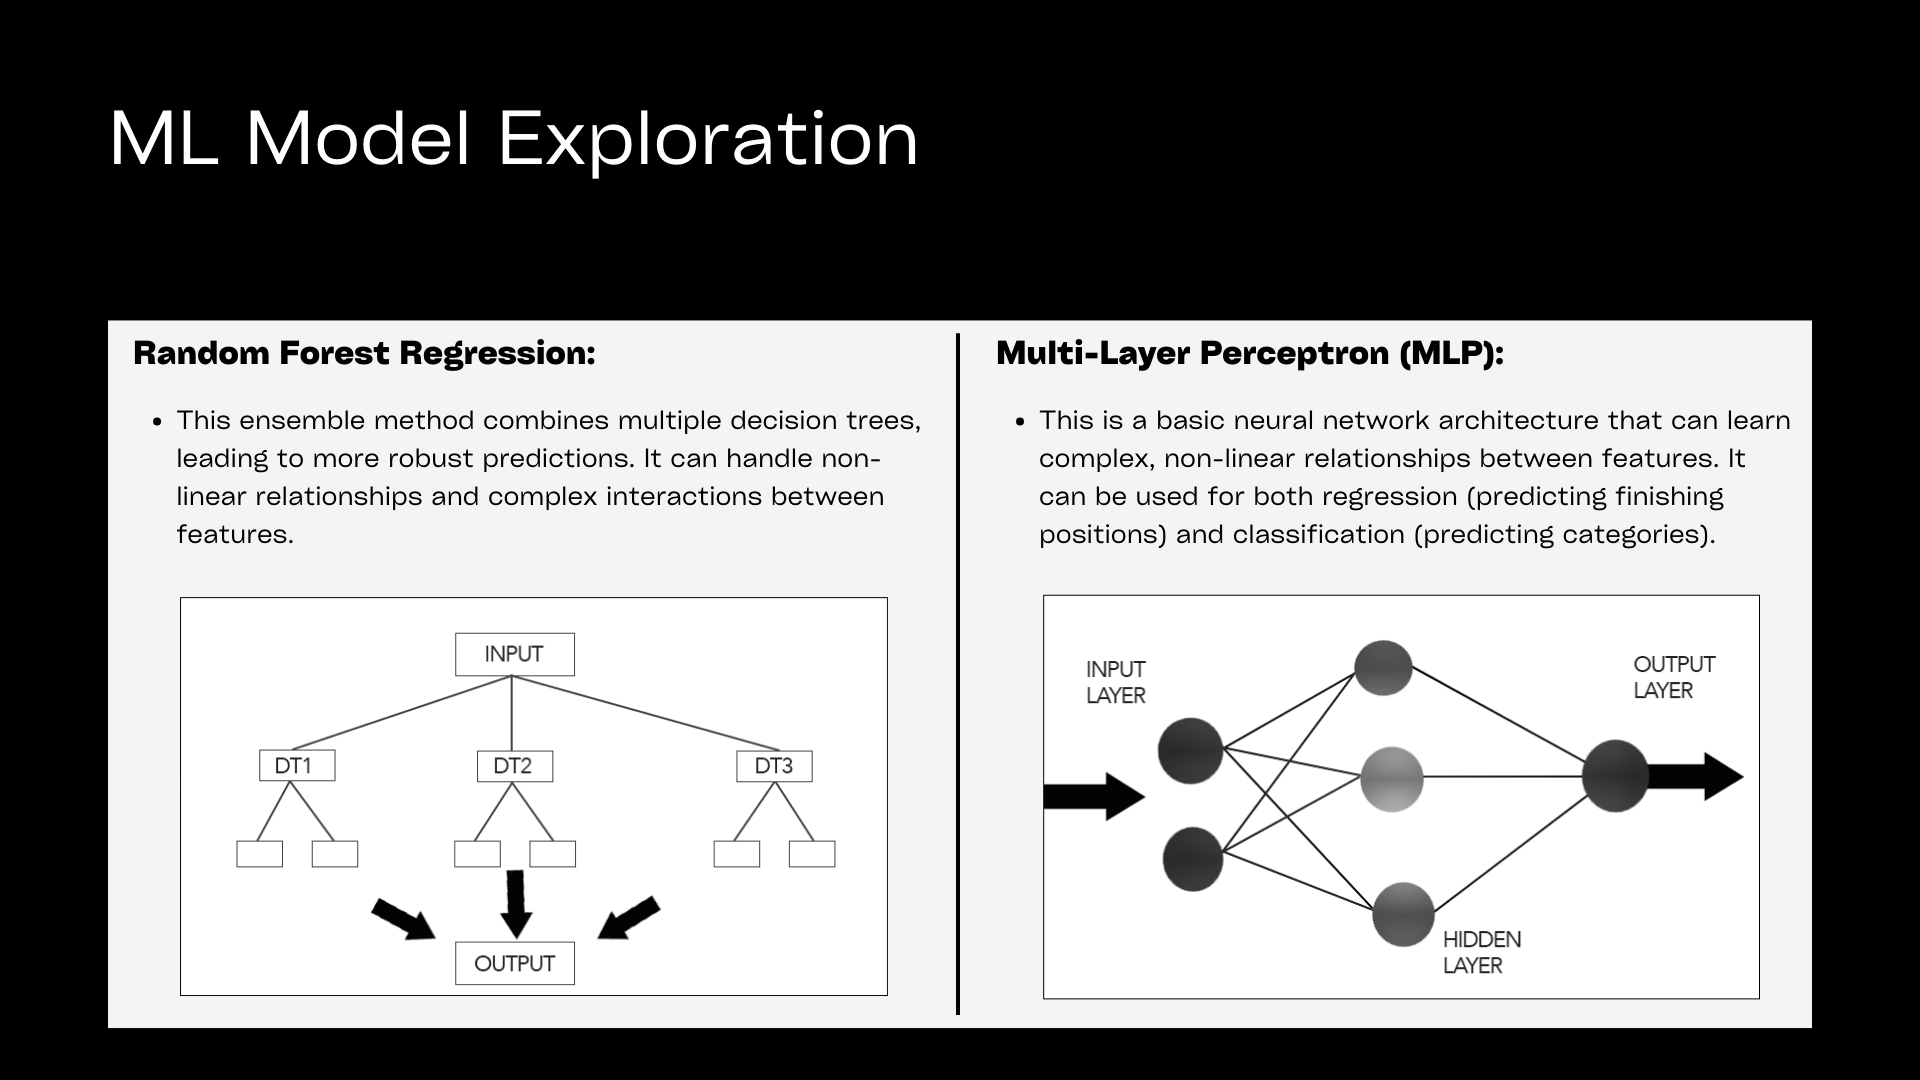 ML Model Exploration
Random Forest Regression:
• This ensemble method combines multiple decision trees,
leading to more robust predictions. It can handle non-
linear relationships and complex interactions between
features.
INPUT
DT1
DT2
DT3
OUTPUT
Multi-Layer Perceptron (MLP):
• This is a basic neural network architecture that can learn
complex, non-linear relationships between features. It
can be used for both regression (predicting finishing
positions) and classification (predicting categories).
INPUT
LAYER
OUTPUT
LAYER
HIDDEN
LAYER